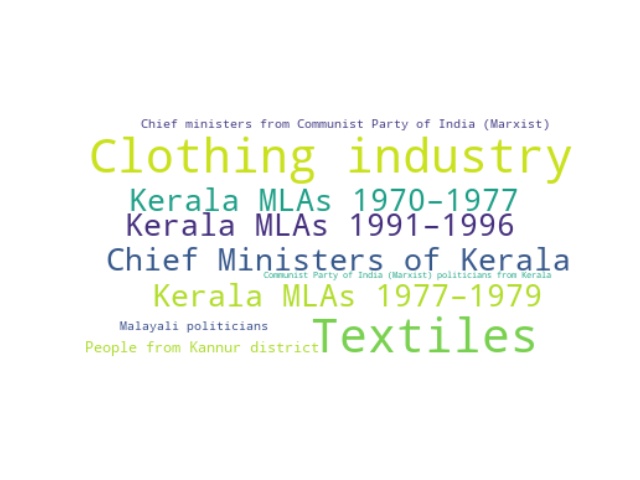 Chief ministers from Communist Party of India (Marxist)
Clothing industry
Kerala MLAs 1970–1977
Kerala MLAs 1991–1996
Chief Ministers of Kerala
Communist Party of India (Marxist) politicians from Kerala
Kerala MLAs 1977–1979
Malayali politicians
Textiles
People from Kannur district